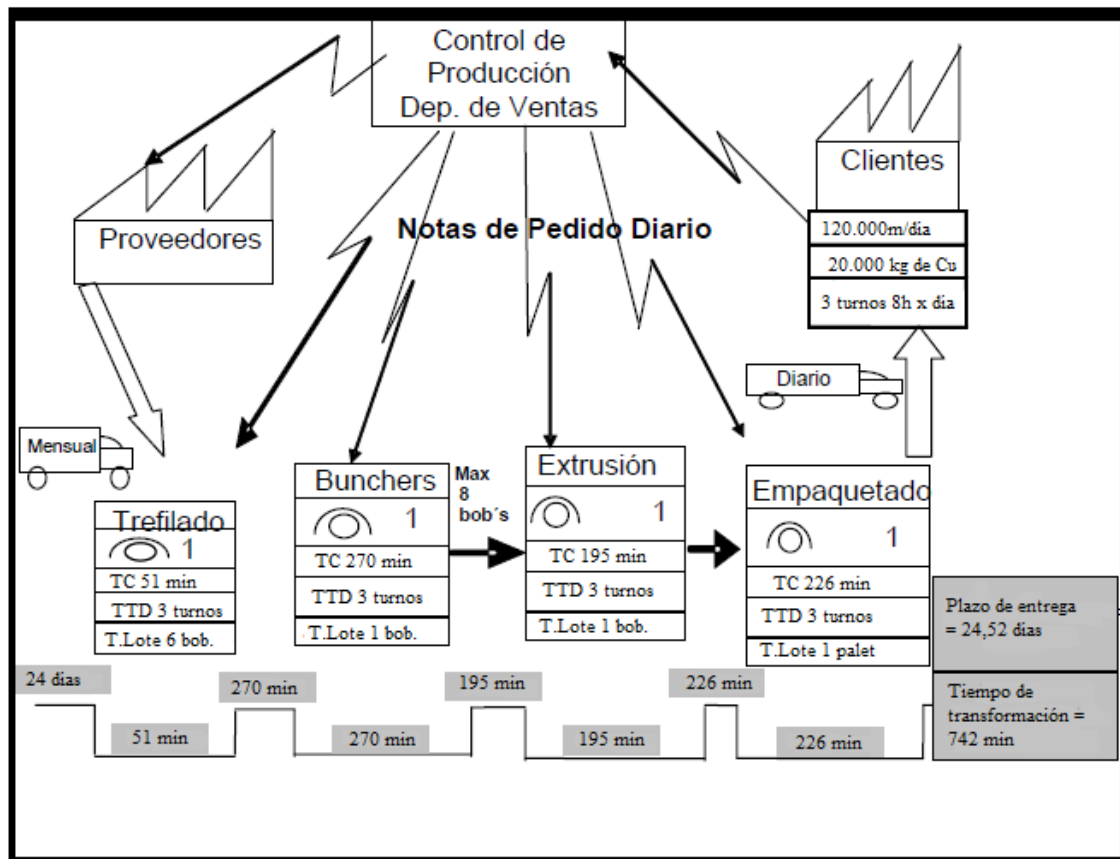 Control de
Producción
Dep. de Ventas
Clientes
Proveedores
Notas de Pedido Diario
120.000m/dia
20.000 kg de Cu
3 turnos 8h x dia
Diario
Mensual
Trefilado
1
TC 51 min
TTD 3 turnos
T.Lote 6 bob.
Bunchers
1
TC 270 min
TTD 3 turnos
T.Lote 1 bob.
Max
8
bob´s
Extrusión
1
TC 195 min
TTD 3 turnos
T.Lote 1 bob.
Empaquetado
1
TC 226 min
TTD 3 turnos
T.Lote 1 palet
Plazo de entrega
= 24,52 dias
Tiempo de
transformación =
742 min
24 dias
270 min
195 min
226 min
51 min
270 min
195 min
226 min